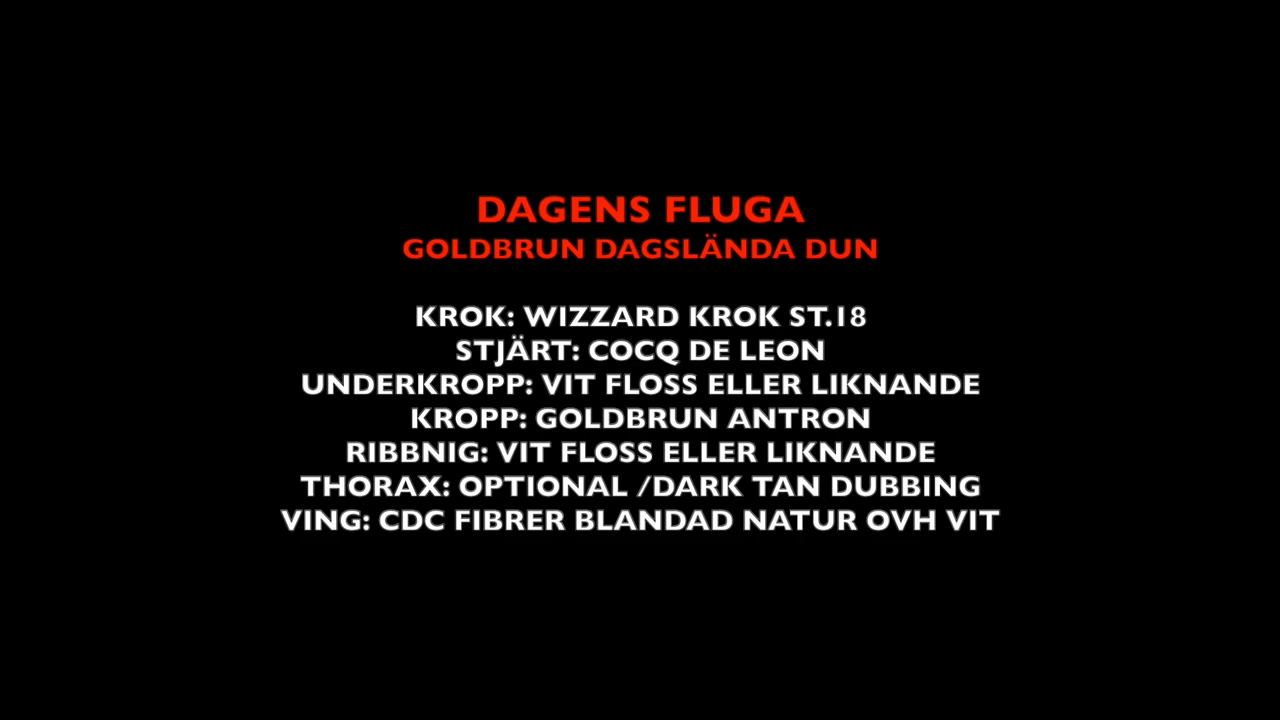 DAGENS FLUGA
GOLDBRUN DAGSLÄNDA DUN
KROK: WIZZARD KROK ST.18
STJÄRT: COCQ DE LEON
UNDERKROPP: VIT FLOSS ELLER LIKNANDE
KROPP: GOLDBRUN ANTRON
RIBBNIG: VIT FLOSS ELLER LIKNANDE
THORAX: OPTIONAL /DARK TAN DUBBING
VING: CDC FIBRER BLANDAD NATUR OVH VIT